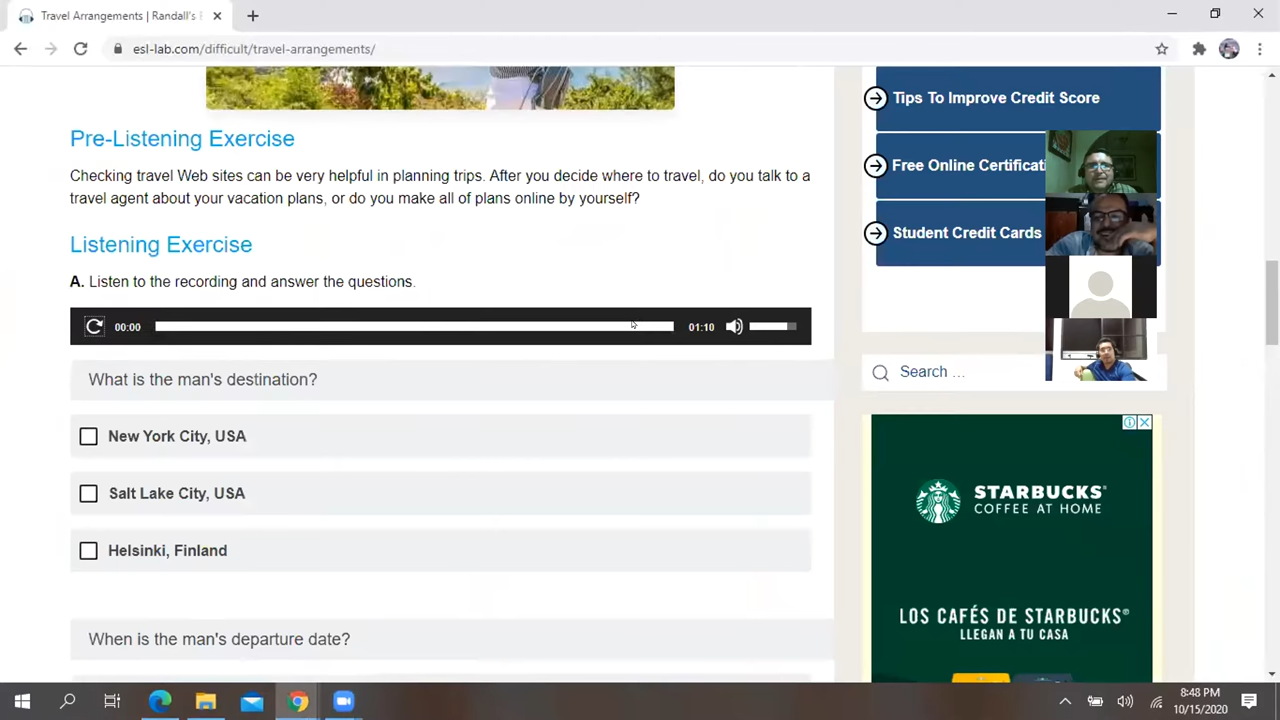 Travel Arrangements | Randall's E
esl-lab.com/difficult/travel-arrangements/
Tips To Improve Credit Score
Pre-Listening Exercise
Checking travel Web sites can be very helpful in planning trips. After you decide where to travel, do you talk to a
travel agent about your vacation plans, or do you make all of plans online by yourself?
Free Online Certificati
Listening Exercise
Student Credit Cards
A. Listen to the recording and answer the questions.
00:00
01:10
What is the man's destination?
Search ...
New York City, USA
Salt Lake City, USA
Helsinki, Finland
STARBUCKS®
COFFEE AT HOME
LOS CAFÉS DE STARBUCKS®
LLEGAN A TU CASA
When is the man's departure date?
8:48 PM
10/15/2020